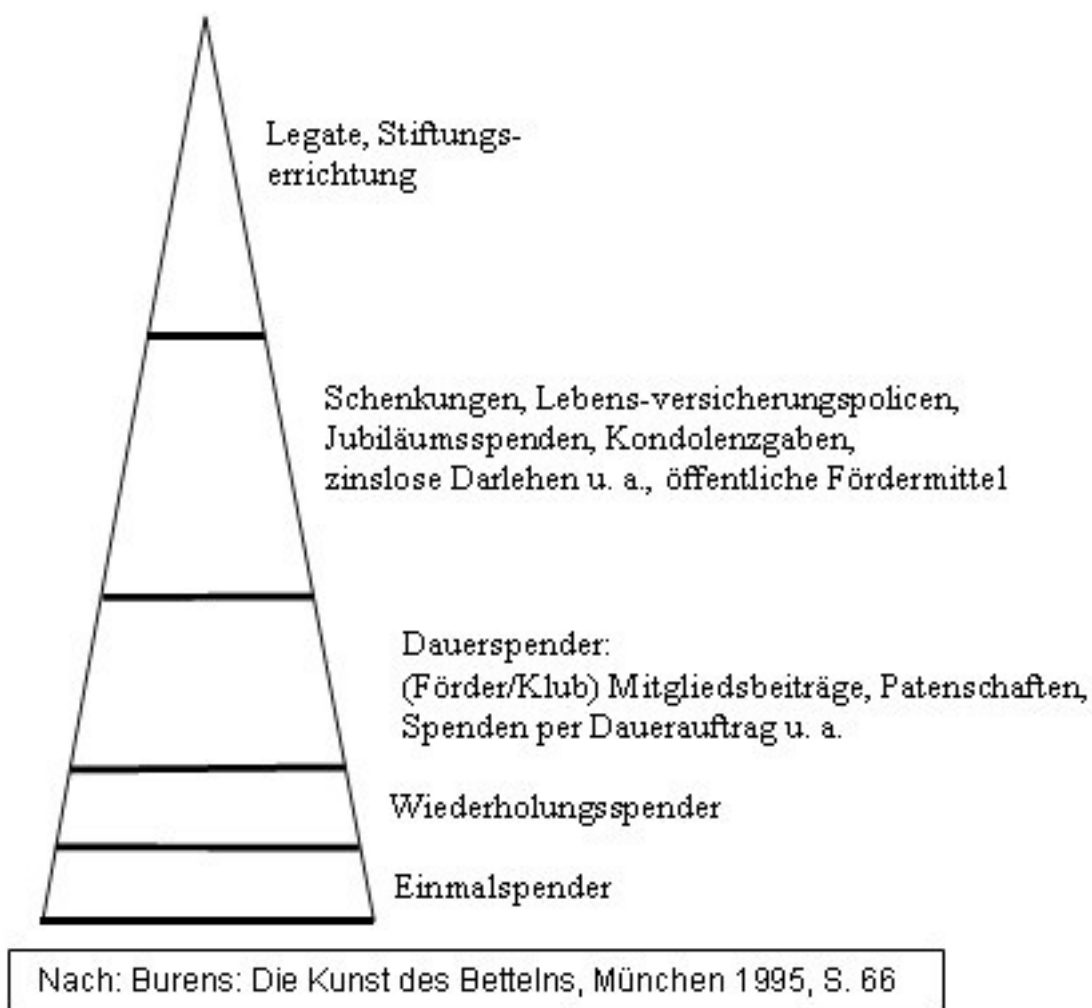 Legate, Stiftungs-
errichtung
Schenkungen, Lebens-versicherungspolicen,
Jubiläumsspenden, Kondolenzgaben,
zinslose Darlehen u. a., öffentliche Fördermittel
Dauerspender:
(Förder/Klub) Mitgliedsbeiträge, Patenschaften,
Spenden per Dauerauftrag u. a.
Wiederholungsspender
Einmalspender
Nach: Burens: Die Kunst des Bettelns, München 1995, S. 66